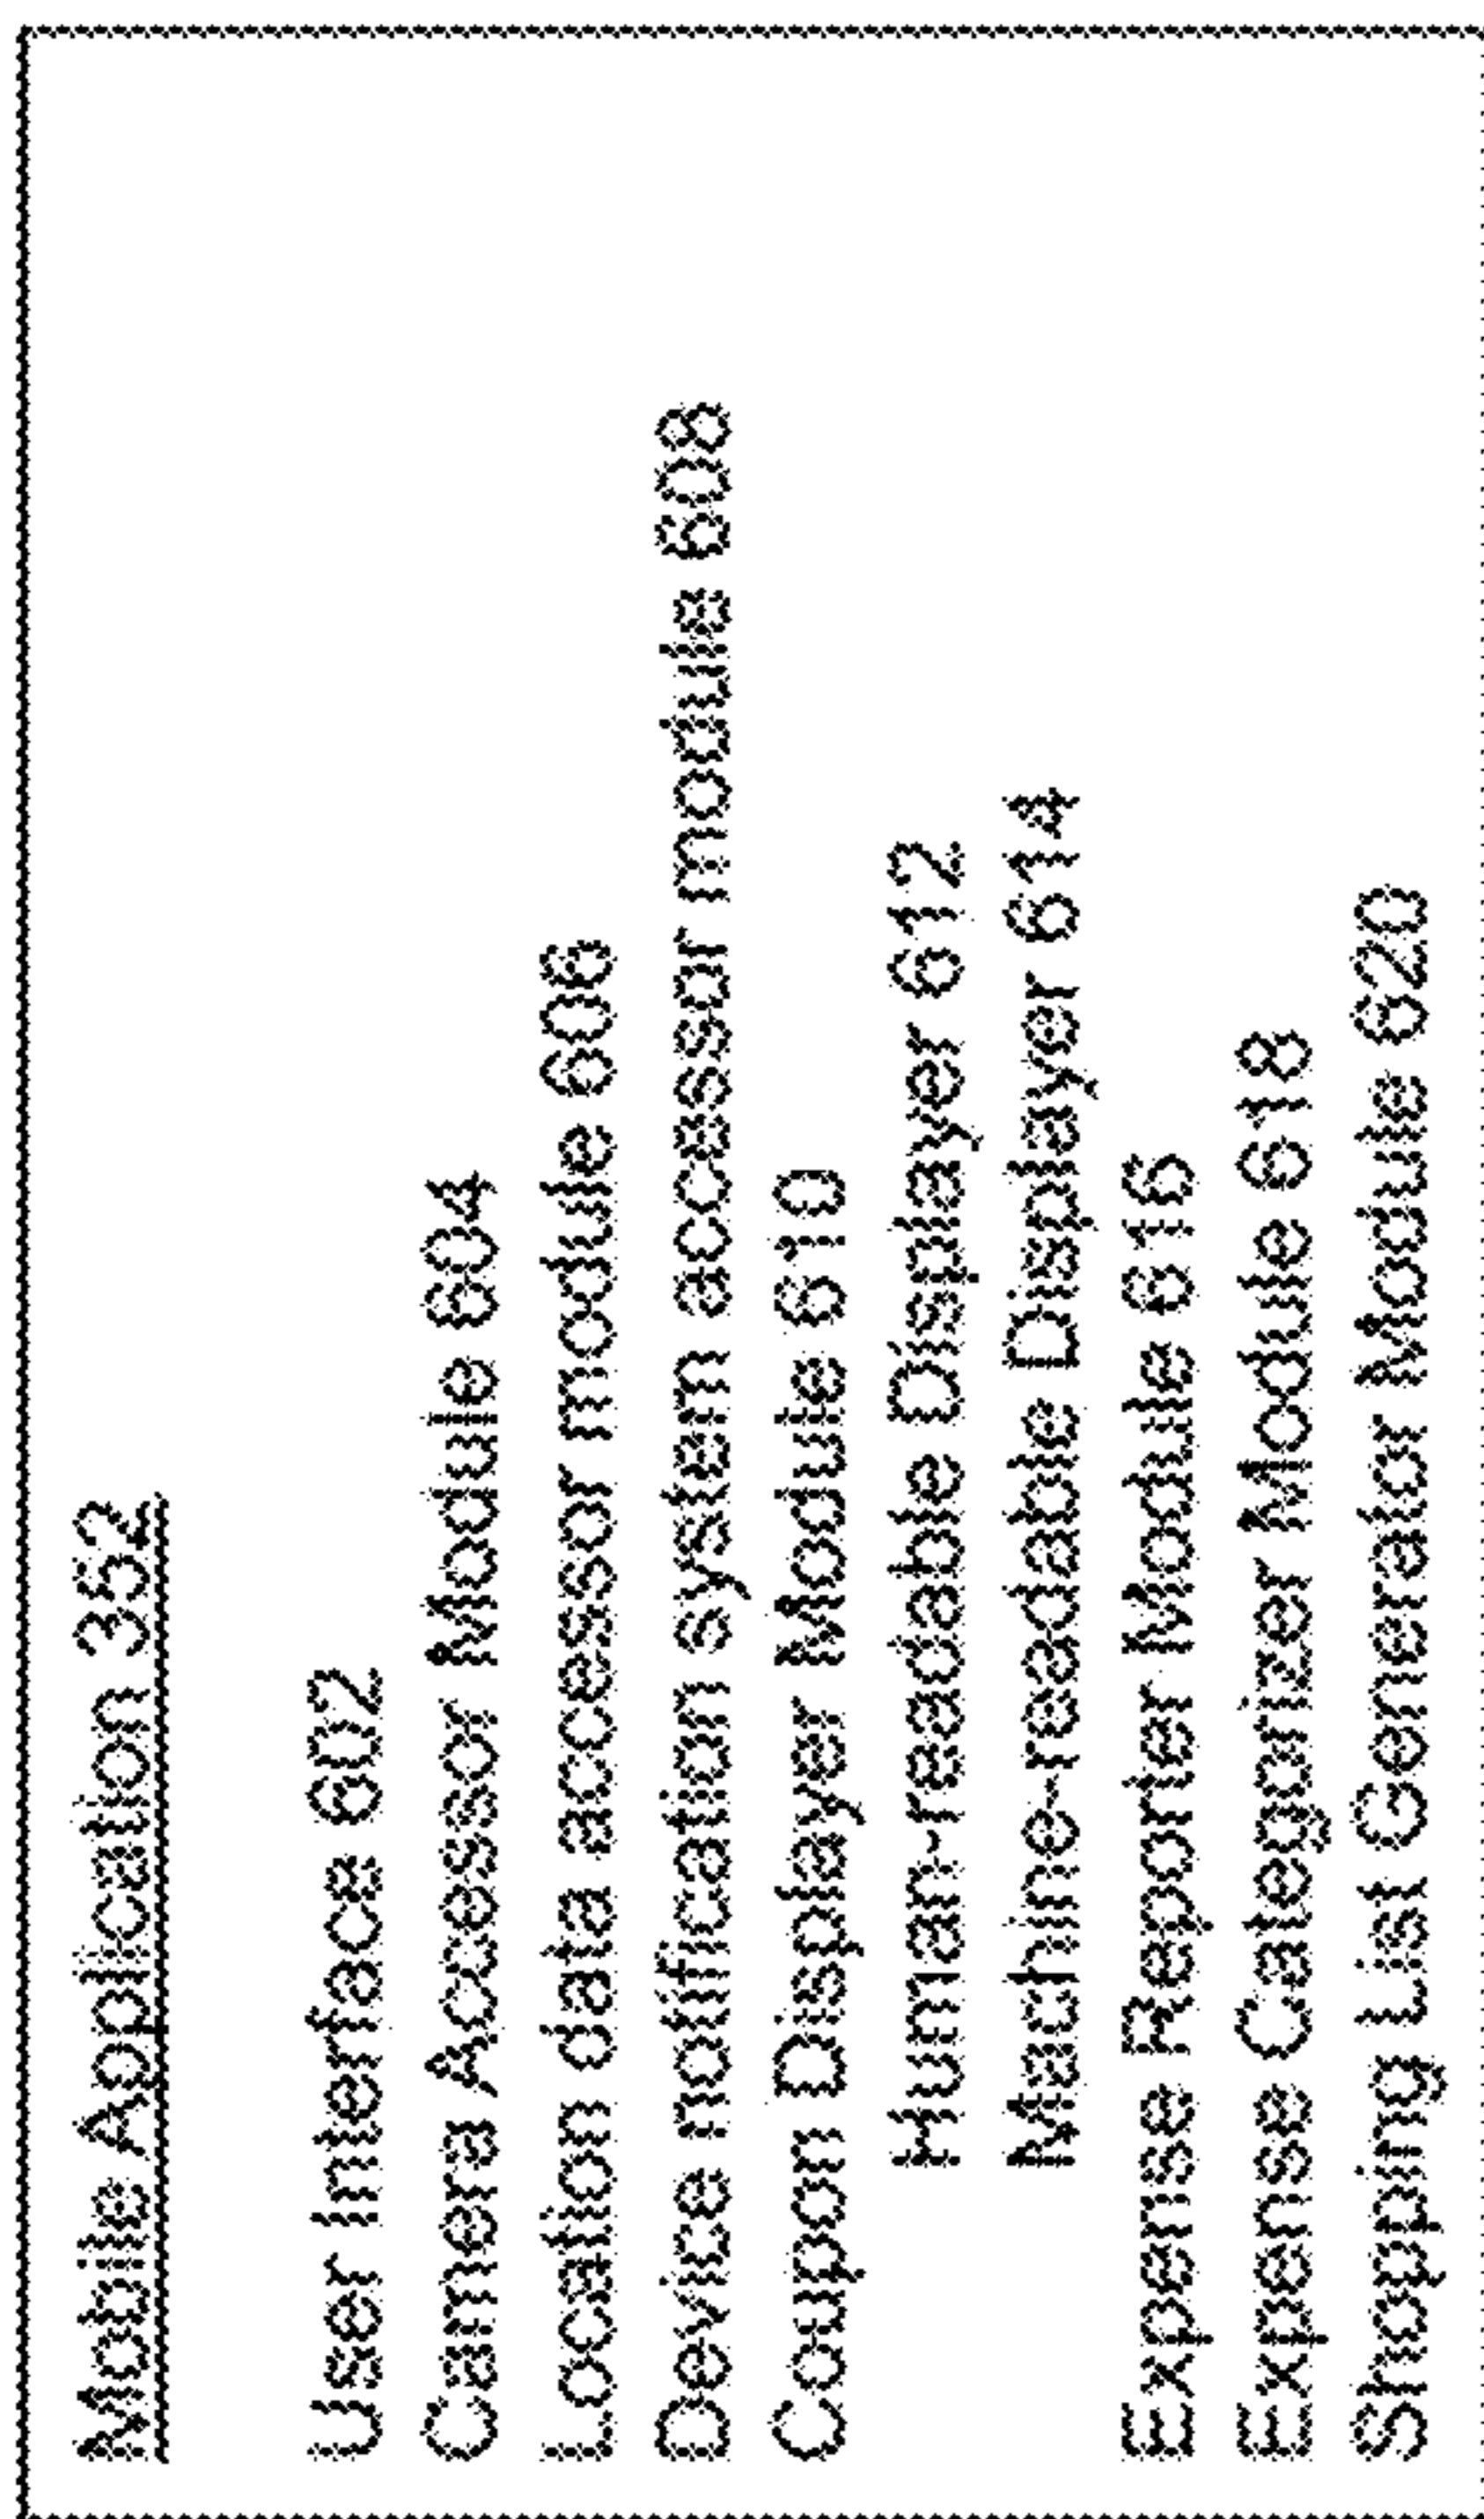 Mobile Application 352
User Interface 602
Camera Accessor Module 604
Location data accessor module 606
Device notification system accessor module 608
Coupon Displayer Module 610
Human-readable Displayer 612
Machine-readable Displayer 614
Expense Reporter Module 616
Expense Categorizer Module 618
Shopping List Generator Module 620